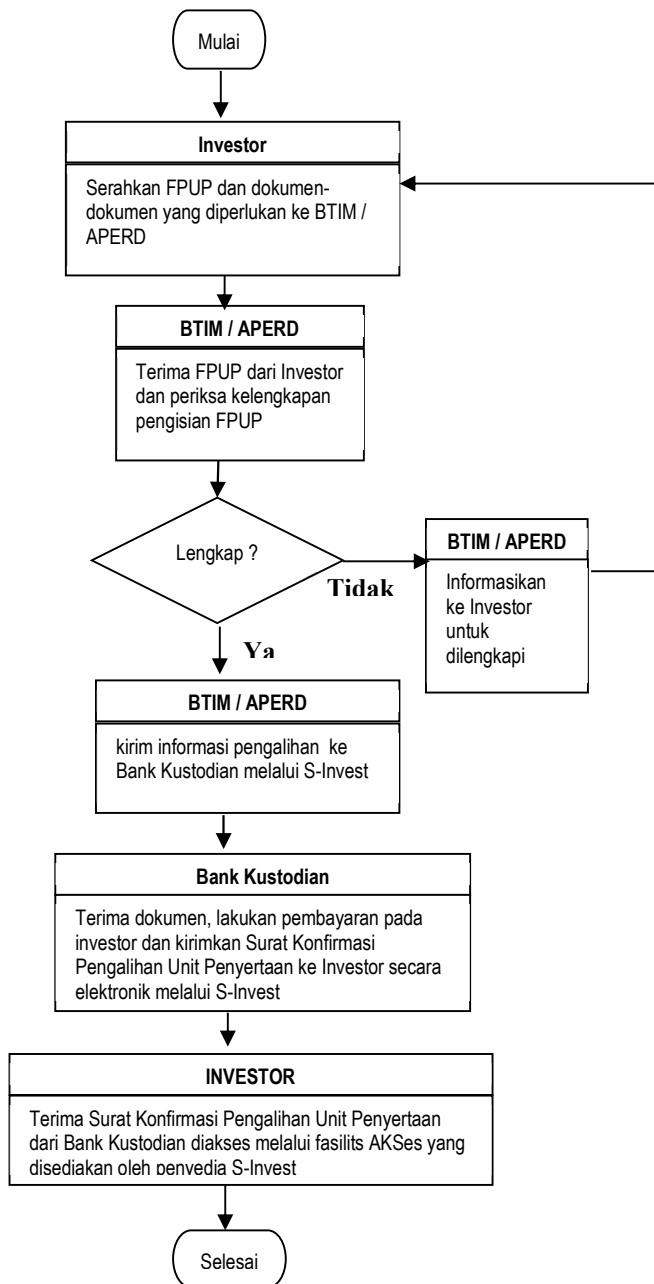 Mulai
Investor
Serahkan FPUP dan dokumen-
dokumen yang diperlukan ke BTIM /
APERD
BTIM / APERD
Terima FPUP dari Investor
dan periksa kelengkapan
pengisian FPUP
Lengkap ?
Tidak
BTIM / APERD
Informasikan
ke Investor
untuk
dilengkapi
Ya
BTIM / APERD
kirim informasi pengalihan ke
Bank Kustodian melalui S-Invest
Bank Kustodian
Terima dokumen, lakukan pembayaran pada
investor dan kirimkan Surat Konfirmasi
Pengalihan Unit Penyertaan ke Investor secara
elektronik melalui S-Invest
INVESTOR
Terima Surat Konfirmasi Pengalihan Unit Penyertaan
dari Bank Kustodian diakses melalui fasilits AKSes yang
disediakan oleh penyedia S-Invest
Selesai